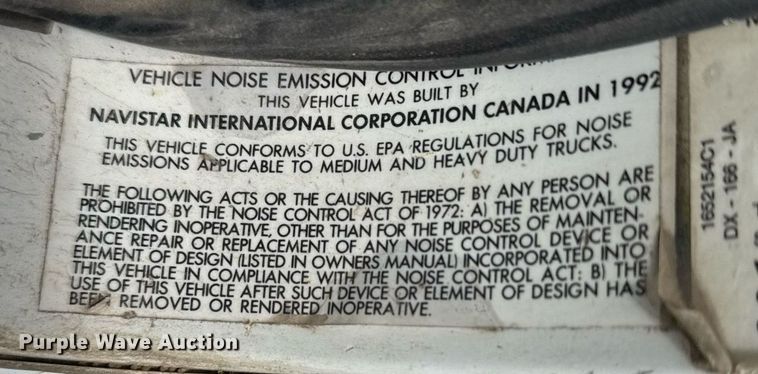 VEHICLE NOISE EMISSION CONTROL
THIS VEHICLE WAS BUILT BY
NAVISTAR INTERNATIONAL CORPORATION CANADA IN 1992
THIS VEHICLE CONFORMS TO U.S. EPA REGULATIONS FOR NOISE
EMISSIONS APPLICABLE TO MEDIUM AND HEAVY DUTY TRUCKS.
THE FOLLOWING ACTS OR THE CAUSING THEREOF BY ANY PERSON ARE
PROHIBITED BY THE NOISE CONTROL ACT OF 1972: A) THE REMOVAL OR
RENDERING INOPERATIVE, OTHER THAN FOR THE PURPOSES OF MAINTEN-
ANCE REPAIR OR REPLACEMENT OF ANY NOISE CONTROL DEVICE OR
ELEMENT OF DESIGN (LISTED IN OWNERS MANUAL) INCORPORATED INTO
THIS VEHICLE IN COMPLIANCE WITH THE NOISE CONTROL ACT: B) THE
USE OF THIS VEHICLE AFTER SUCH DEVICE OR ELEMENT OF DESIGN HAS
BEEN REMOVED OR RENDERED INOPERATIVE.
1652154C1
DX - 166 - JA
Purple Wave Auction